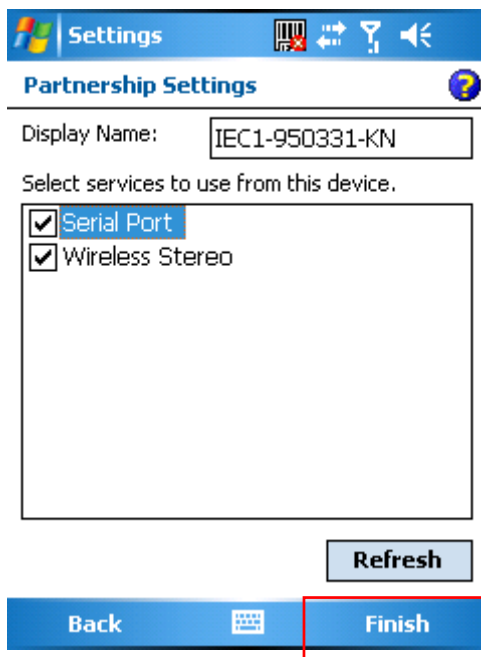 Settings
Partnership Settings
Display Name: IEC1-950331-KN
Select services to use from this device.
Serial Port
Wireless Stereo
Refresh
Back Finish